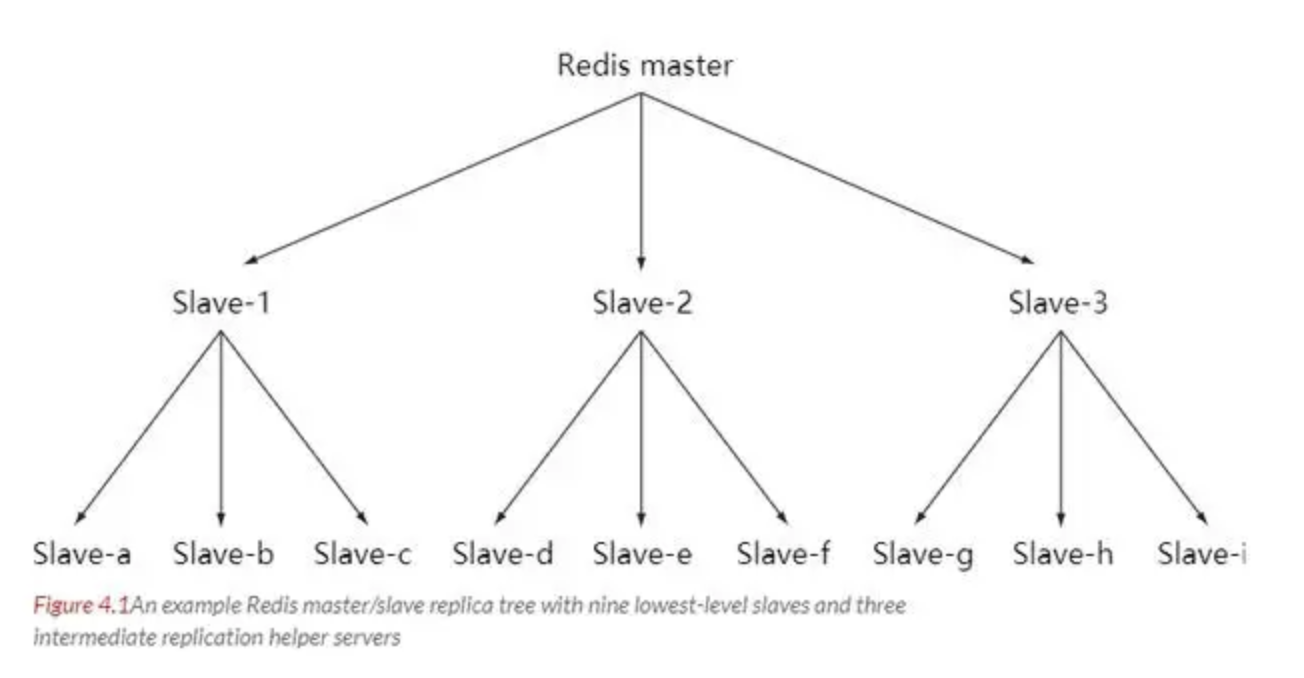 Redis master
Slave-1 Slave-2 Slave-3
Slave-a Slave-b Slave-c Slave-d Slave-e Slave-f Slave-g Slave-h Slave-i
Figure 4.1An example Redis master/slave replica tree with nine lowest-level slaves and three
intermediate replication helper servers